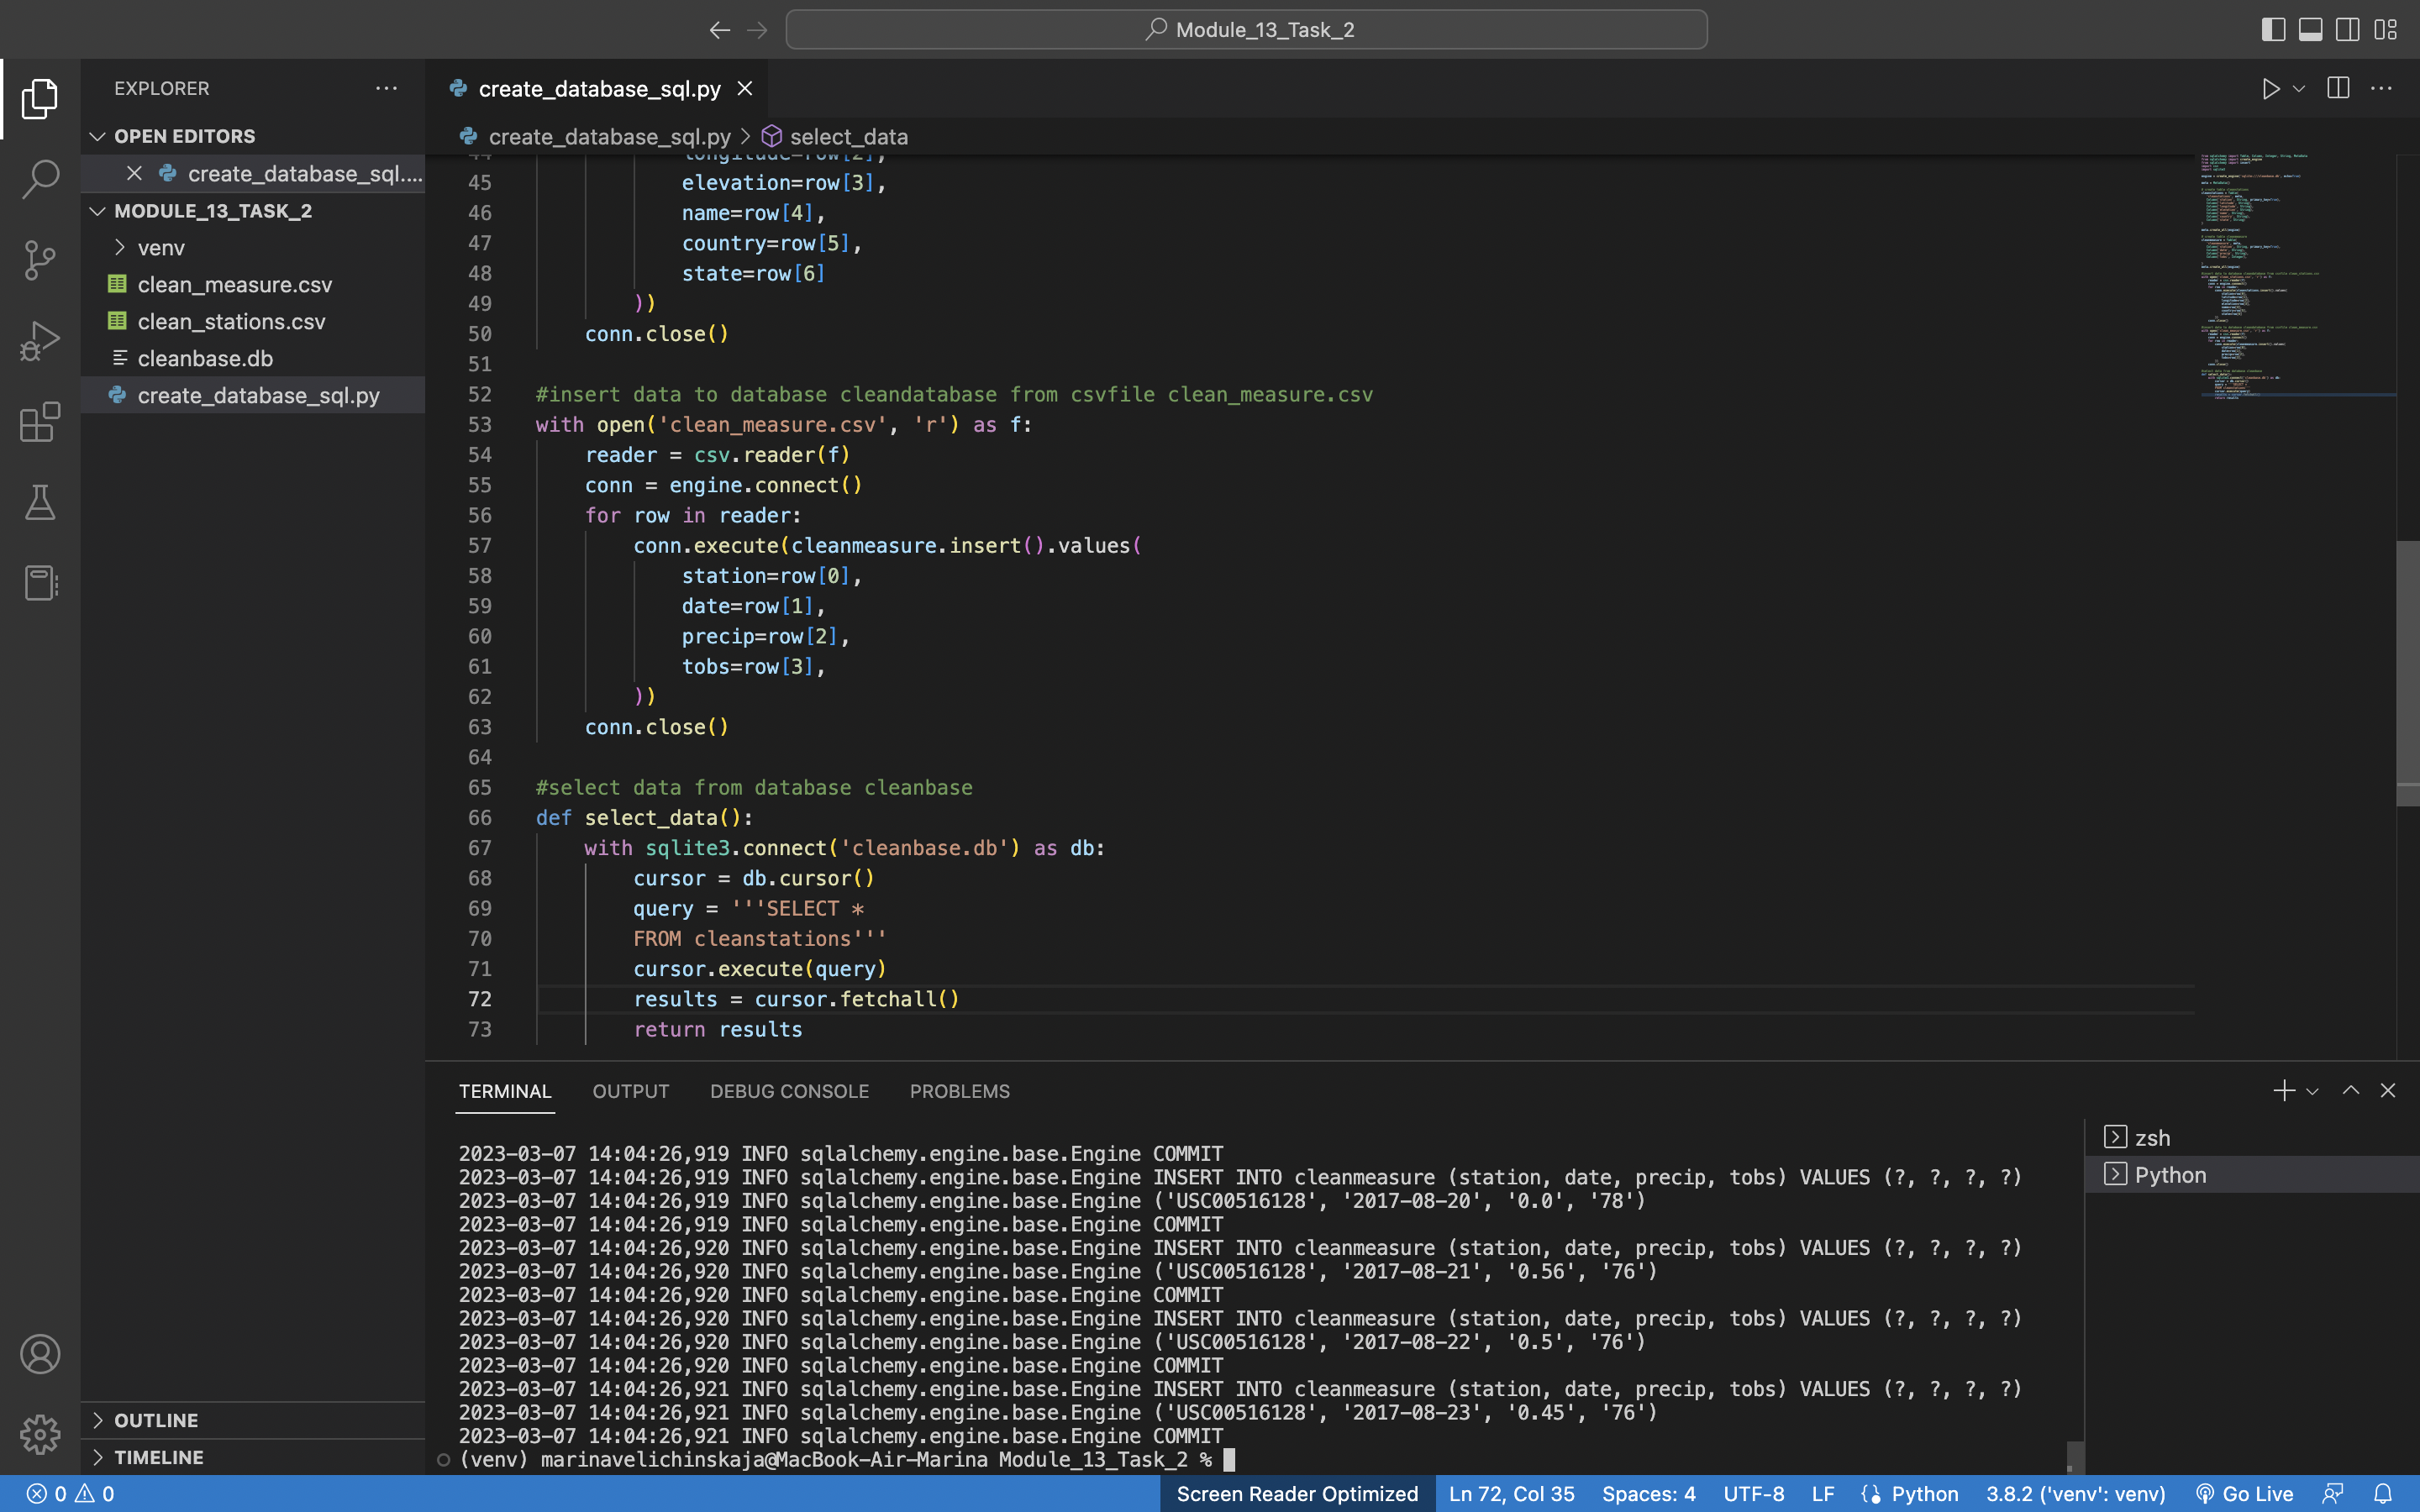 Module_13_Task_2
EXPLORER
OPEN EDITORS
create_database_sql....
MODULE_13_TASK_2
venv
clean_measure.csv
clean_stations.csv
cleanbase.db
create_database_sql.py
OUTLINE
TIMELINE
create_database_sql.py
create_database_sql.py > select_data
44 longitude=row[2],
45 elevation=row[3],
46 name=row[4],
47 country=row[5],
48 state=row[6]
49 ))
50 conn.close()
51
52 #insert data to database cleandatabase from csvfile clean_measure.csv
53 with open('clean_measure.csv', 'r') as f:
54 reader = csv.reader(f)
55 conn = engine.connect()
56 for row in reader:
57 conn.execute(cleanmeasure.insert().values(
58 station=row[0],
59 date=row[1],
60 precip=row[2],
61 tobs=row[3],
62 ))
63 conn.close()
64
65 #select data from database cleanbase
66 def select_data():
67 with sqlite3.connect('cleanbase.db') as db:
68 cursor = db.cursor()
69 query = '''SELECT *
70 FROM cleanstations'''
71 cursor.execute(query)
72 results = cursor.fetchall()
73 return results
TERMINAL OUTPUT DEBUG CONSOLE PROBLEMS
2023-03-07 14:04:26,919 INFO sqlalchemy.engine.base.Engine COMMIT
2023-03-07 14:04:26,919 INFO sqlalchemy.engine.base.Engine INSERT INTO cleanmeasure (station, date, precip, tobs) VALUES (?, ?, ?, ?)
2023-03-07 14:04:26,919 INFO sqlalchemy.engine.base.Engine ('USC00516128', '2017-08-20', '0.0', '78')
2023-03-07 14:04:26,919 INFO sqlalchemy.engine.base.Engine COMMIT
2023-03-07 14:04:26,920 INFO sqlalchemy.engine.base.Engine INSERT INTO cleanmeasure (station, date, precip, tobs) VALUES (?, ?, ?, ?)
2023-03-07 14:04:26,920 INFO sqlalchemy.engine.base.Engine ('USC00516128', '2017-08-21', '0.56', '76')
2023-03-07 14:04:26,920 INFO sqlalchemy.engine.base.Engine COMMIT
2023-03-07 14:04:26,920 INFO sqlalchemy.engine.base.Engine INSERT INTO cleanmeasure (station, date, precip, tobs) VALUES (?, ?, ?, ?)
2023-03-07 14:04:26,920 INFO sqlalchemy.engine.base.Engine ('USC00516128', '2017-08-22', '0.5', '76')
2023-03-07 14:04:26,920 INFO sqlalchemy.engine.base.Engine COMMIT
2023-03-07 14:04:26,921 INFO sqlalchemy.engine.base.Engine INSERT INTO cleanmeasure (station, date, precip, tobs) VALUES (?, ?, ?, ?)
2023-03-07 14:04:26,921 INFO sqlalchemy.engine.base.Engine ('USC00516128', '2017-08-23', '0.45', '76')
2023-03-07 14:04:26,921 INFO sqlalchemy.engine.base.Engine COMMIT
(venv) marinavelichinskaja@MacBook-Air-Marina Module_13_Task_2 %
zsh
Python
0 0 Screen Reader Optimized Ln 72, Col 35 Spaces: 4 UTF-8 LF Python 3.8.2 ('venv': venv) Go Live